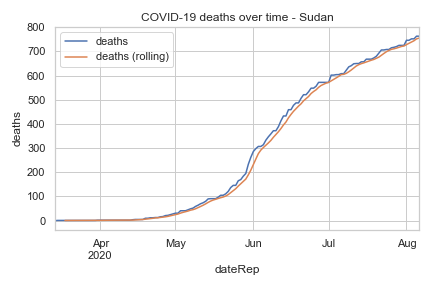 COVID-19 deaths over time - Sudan
deaths
deaths (rolling)
800
700
600
500
400
300
200
100
0
deaths
Apr
2020
May
Jun
Jul
Aug
dateRep